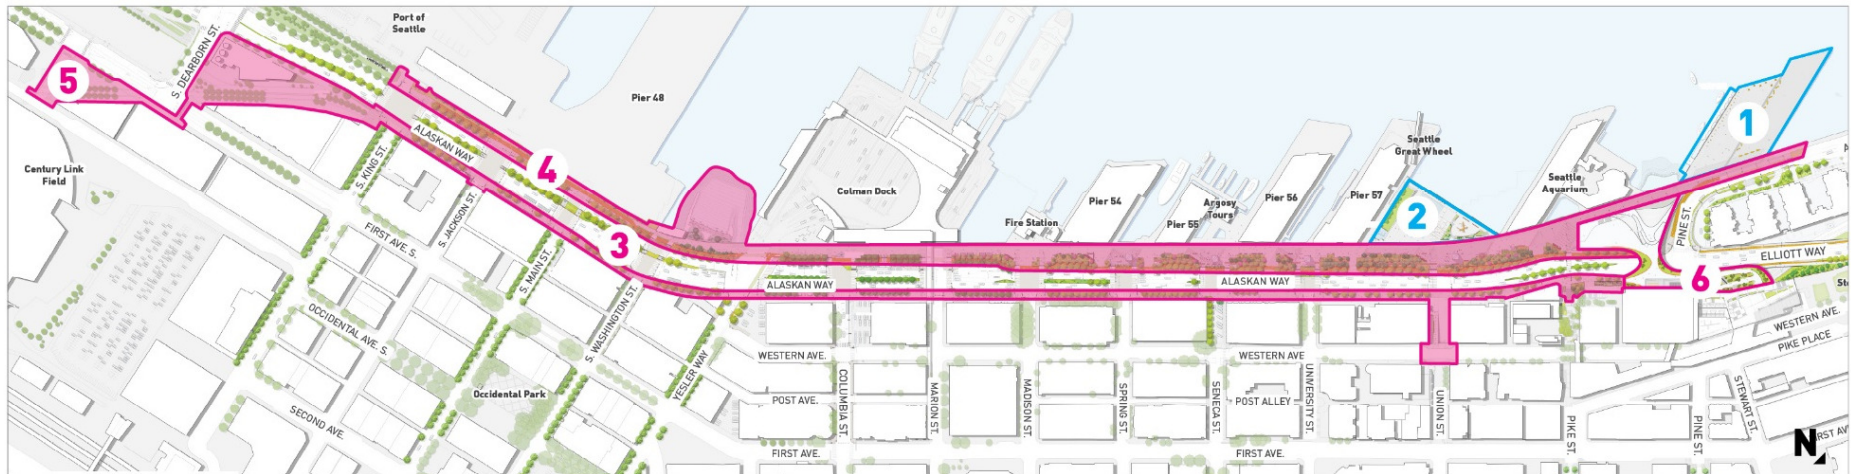 Port of
Seattle
S. DEARBORN ST.
5
Century Link
Field
ALASKAN WAY
4
Pier 48
S. KING ST.
FIRST AVE. S.
S. JACKSON ST.
S. MAIN ST.
3
OCCIDENTAL AVE. S.
S. WASHINGTON ST.
Occidental Park
SECOND AVE.
YESLER WAY
Colman Dock
Fire Station
Pier 54
Pier 55
Argosy
Tours
Pier 56
Pier 57
Seattle
Great Wheel
2
Seattle
Aquarium
1
PINE ST.
ELLIOTT WAY
6
ALASKAN WAY
ALASKAN WAY
WESTERN AVE.
WESTERN AVE
WESTERN AVE.
PIKE PLACE
POST AVE.
POST ALLEY
FIRST AVE.
FIRST AVE.
COLUMBIA ST.
MARION ST.
MADISON ST.
SPRING ST.
SENECA ST.
UNIVERSITY ST.
UNION ST.
PIKE ST.
PINE ST.
STEWART ST.
N